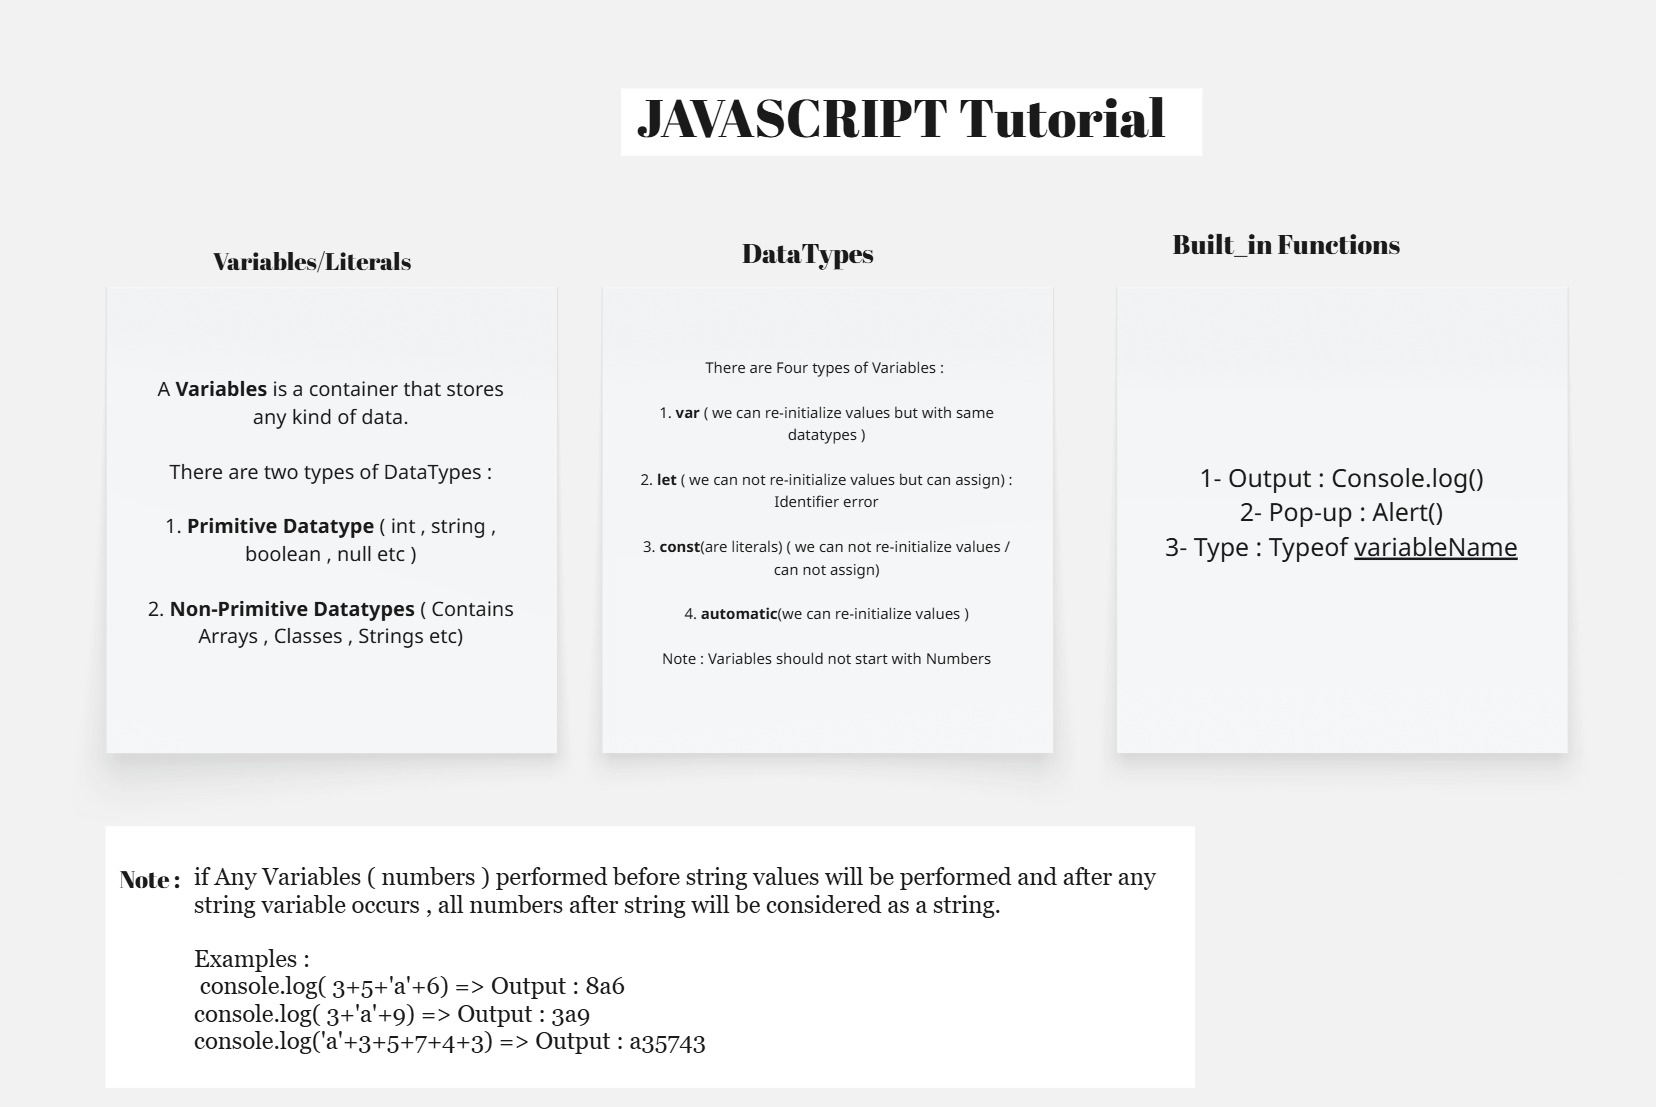 JAVASCRIPT Tutorial
Variables/Literals
A Variables is a container that stores
any kind of data.
There are two types of DataTypes :
1. Primitive Datatype ( int , string ,
boolean , null etc )
2. Non-Primitive Datatypes ( Contains
Arrays , Classes , Strings etc)
DataTypes
There are Four types of Variables :
1. var ( we can re-initialize values but with same
datatypes )
2. let ( we can not re-initialize values but can assign) :
Identifier error
3. const(are literals) ( we can not re-initialize values /
can not assign)
4. automatic(we can re-initialize values )
Note : Variables should not start with Numbers
Built_in Functions
1- Output : Console.log()
2- Pop-up : Alert()
3- Type : Typeof variableName
Note : if Any Variables ( numbers ) performed before string values will be performed and after any
string variable occurs , all numbers after string will be considered as a string.
Examples :
console.log( 3+5+'a'+6) => Output : 8a6
console.log( 3+'a'+9) => Output : 3a9
console.log('a'+3+5+7+4+3) => Output : a35743